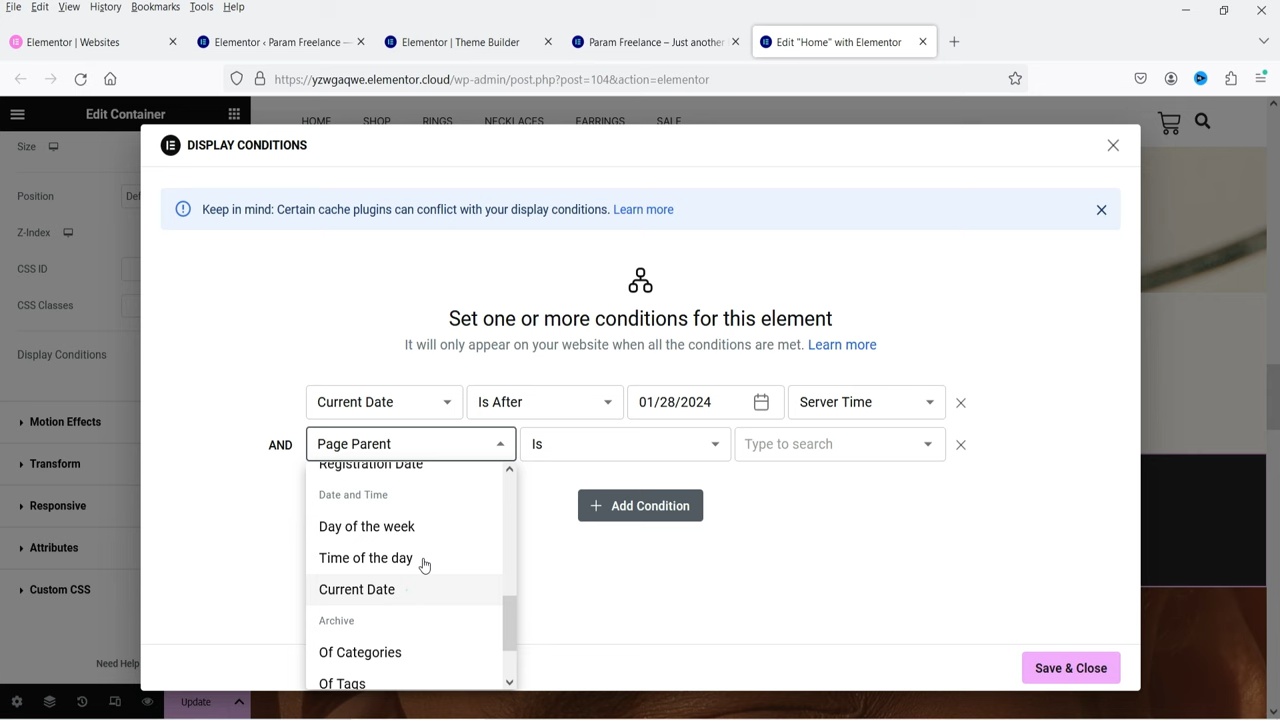 File Edit View History Bookmarks Tools Help
Elementor | Websites
Elementor ‹ Param Freelance —
Elementor | Theme Builder
Param Freelance – Just another
Edit "Home" with Elementor
https://yzwgaqwe.elementor.cloud/wp-admin/post.php?post=104&action=elementor
Edit Container
HOME SHOP RINGS NECKLACES EARRINGS SALE
DISPLAY CONDITIONS
Size
Keep in mind: Certain cache plugins can conflict with your display conditions. Learn more
Position
Def
Z-Index
CSS ID
CSS Classes
Set one or more conditions for this element
It will only appear on your website when all the conditions are met. Learn more
Display Conditions
Current Date Is After 01/28/2024 Server Time
Motion Effects
AND Page Parent Is Type to search
Transform
Registration Date
Date and Time
Responsive
+ Add Condition
Day of the week
Attributes
Time of the day
Custom CSS
Current Date
Archive
Of Categories
Need Help
Save & Close
Of Tags
Update